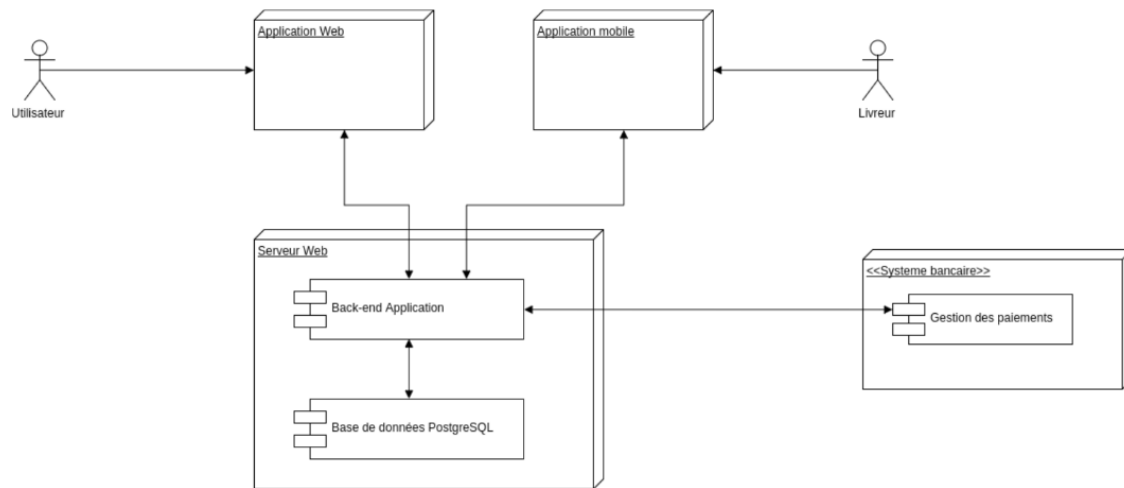 Application Web
Application mobile
Utilisateur
Livreur
Serveur Web
<<Systeme bancaire>>
Back-end Application
Gestion des paiements
Base de données PostgreSQL